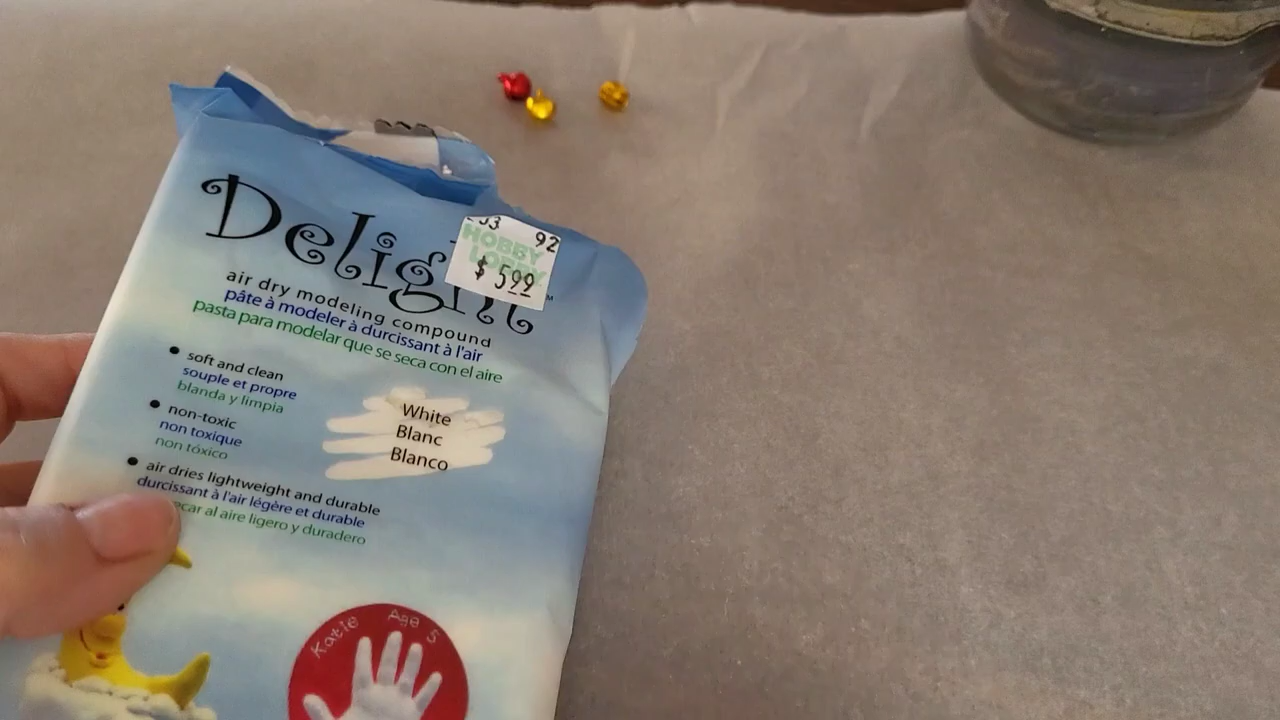 Delight
53 92
HOBBY
LOBBY
$ 5.99
air dry modeling compound
pâte à modeler à durcissant à l'air
pasta para modelar que se seca con el aire
• soft and clean
souple et propre
blanda y limpia
• non-toxic
non toxique
non tóxico
• air dries lightweight and durable
durcissant à l'air légère et durable
al aire ligero y duradero
White
Blanc
Blanco
Katie Age 5